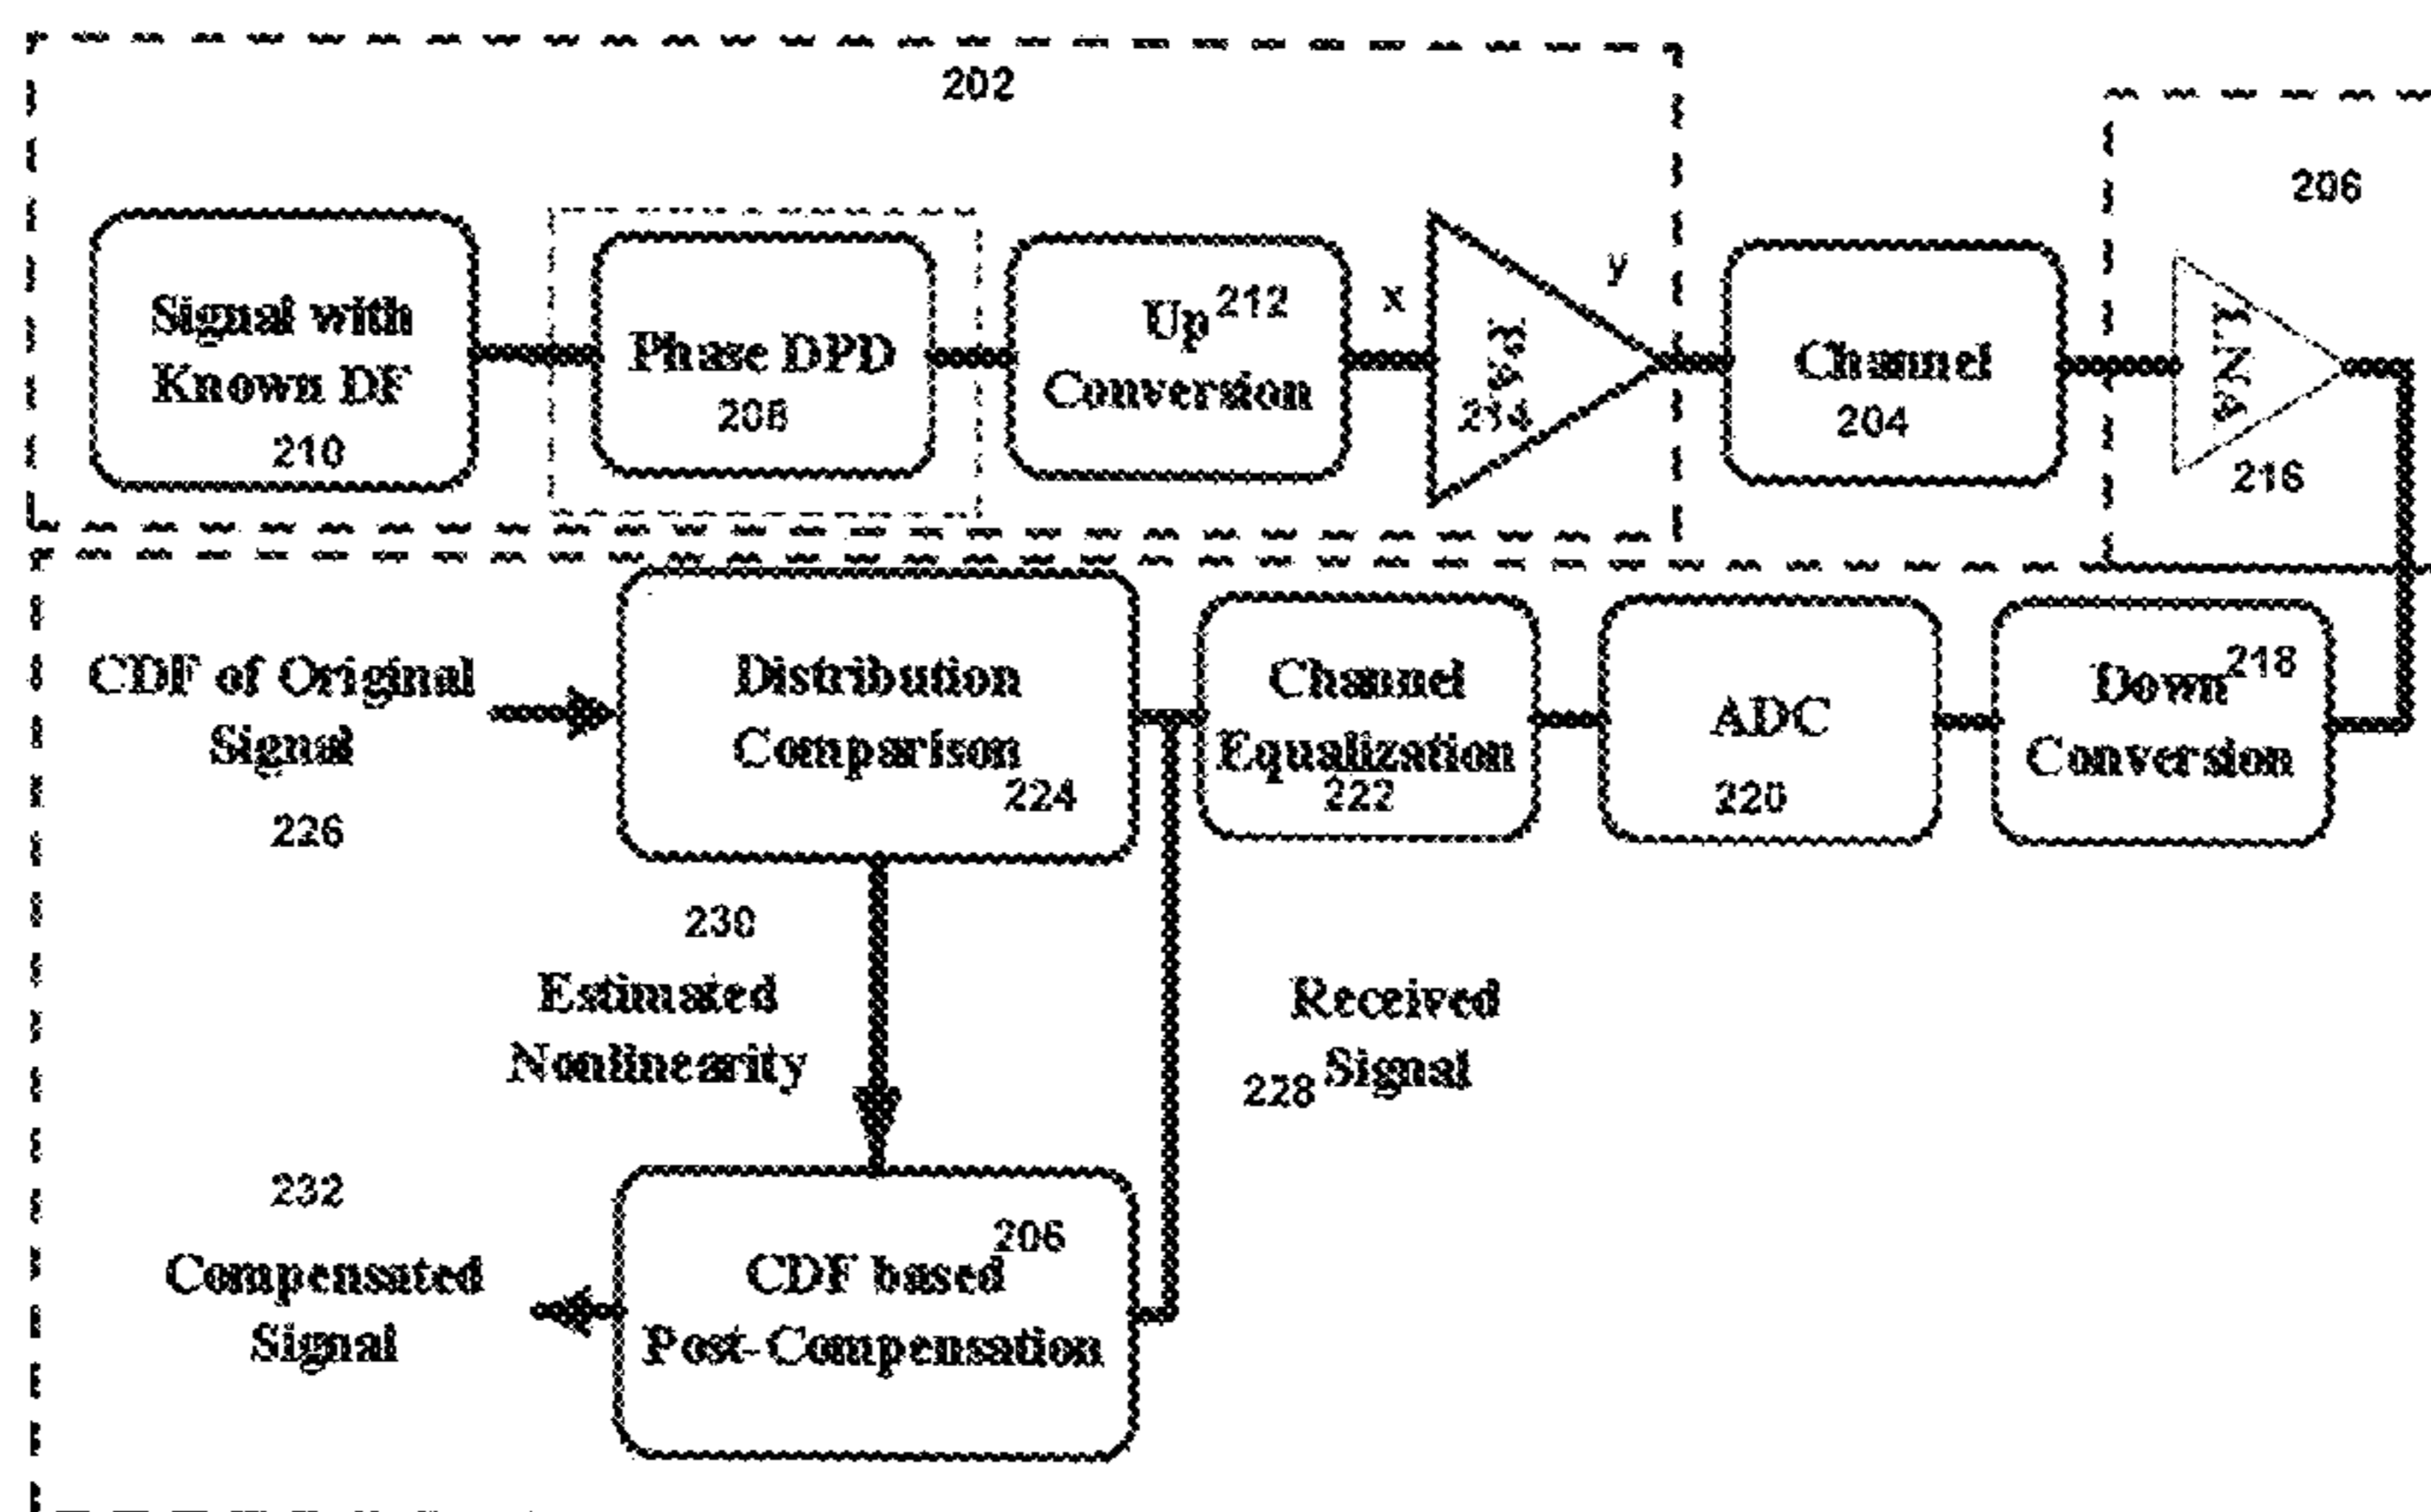 202
206
Signal with
Known DF
210
Phase DPD
208
Up
212
Conversion
x
y
214
Channel
204
LNA
216
CDF of Original
Signal
226
Distribution
Comparison
224
Channel
Equalization
222
ADC
220
Down
218
Conversion
230
Estimated
Nonlinearity
Received
Signal
228
232
Compensated
Signal
206
CDF based
Post-Compensation